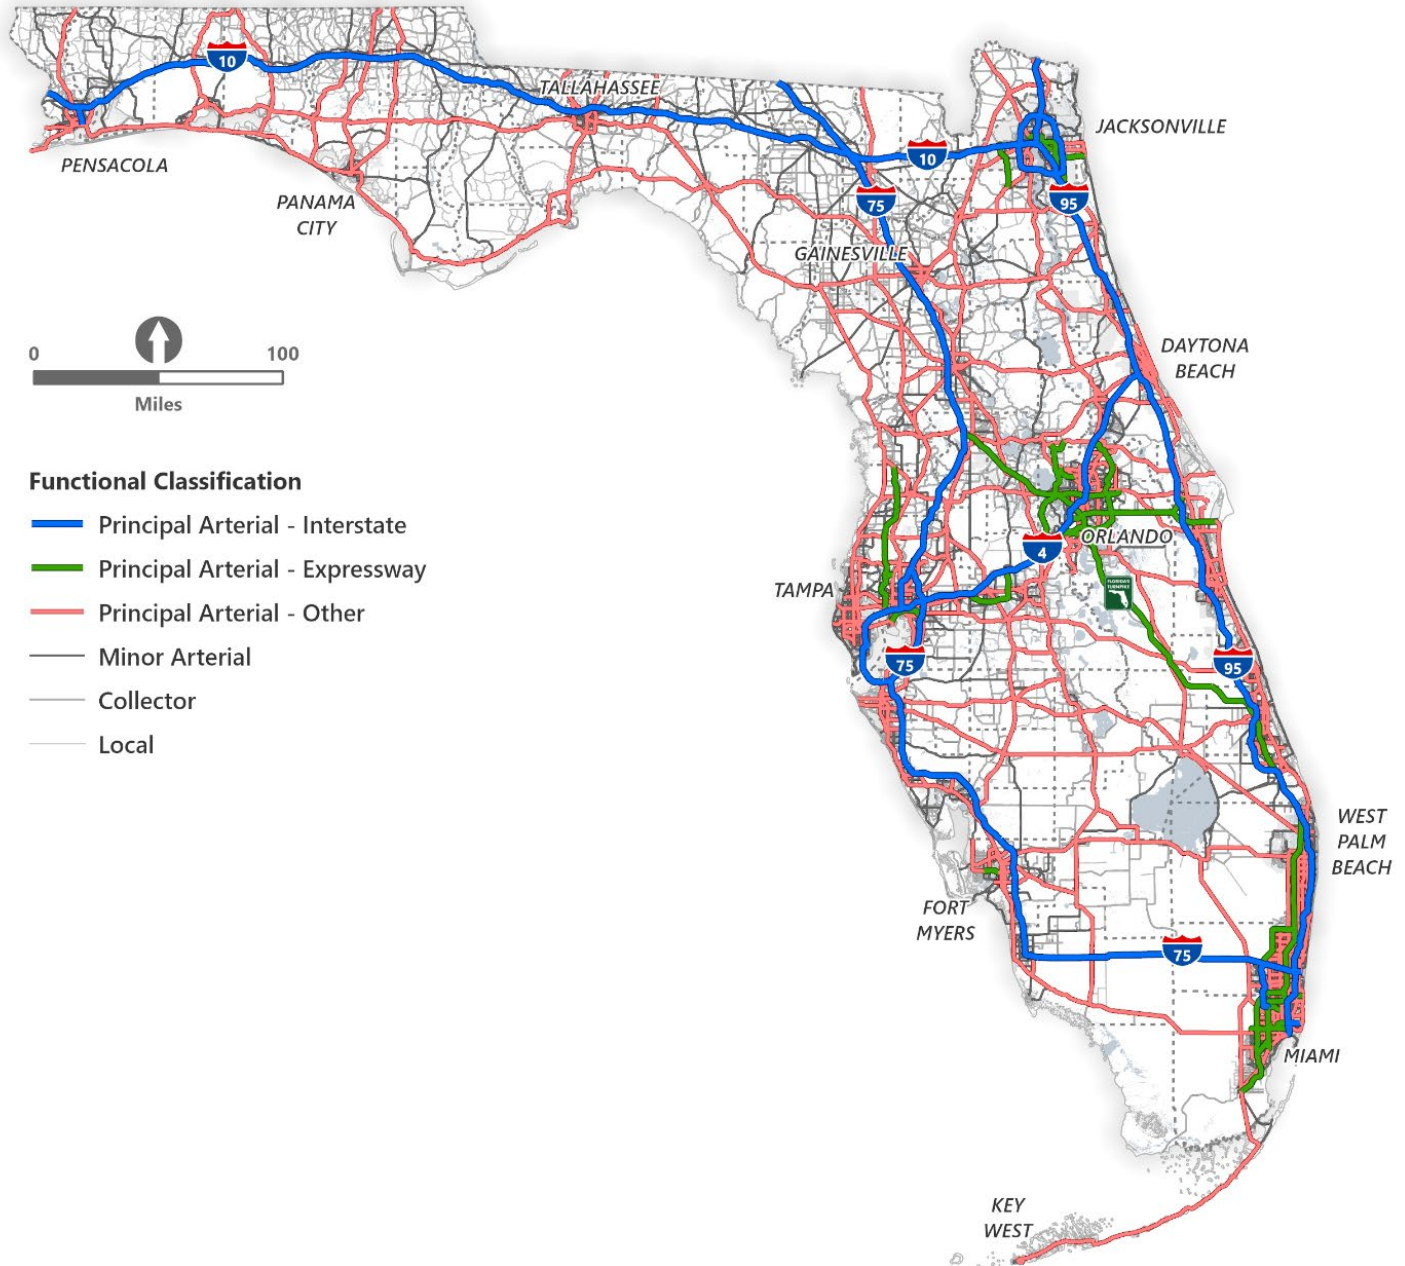 10
TALLAHASSEE
JACKSONVILLE
PENSACOLA
10
PANAMA
CITY
75
95
GAINESVILLE
0
100
Miles
DAYTONA
BEACH
Functional Classification
Principal Arterial - Interstate
Principal Arterial - Expressway
Principal Arterial - Other
Minor Arterial
Collector
Local
ORLANDO
4
TAMPA
FLORIDA'S
TURNPIKE
75
95
WEST
PALM
BEACH
FORT
MYERS
75
MIAMI
KEY
WEST